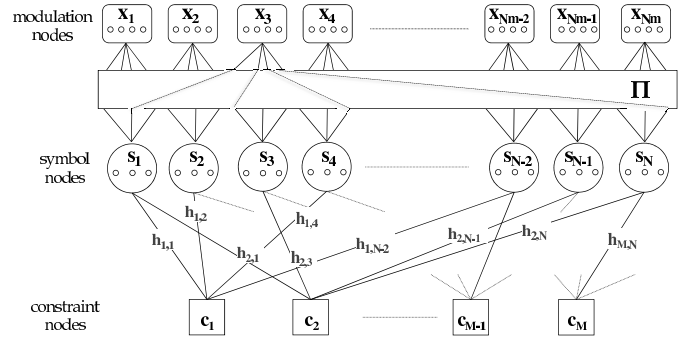 modulation nodes
x1 x2 x3 x4 xNm-2 xNm-1 xNm
Π
symbol nodes
s1 s2 s3 s4 sN-2 sN-1 sN
h1,1 h1,2 h2,1 h1,4 h2,3 h1,N-2 h2,N-1 h2,N hM,N
constraint nodes
c1 c2 cM-1 cM